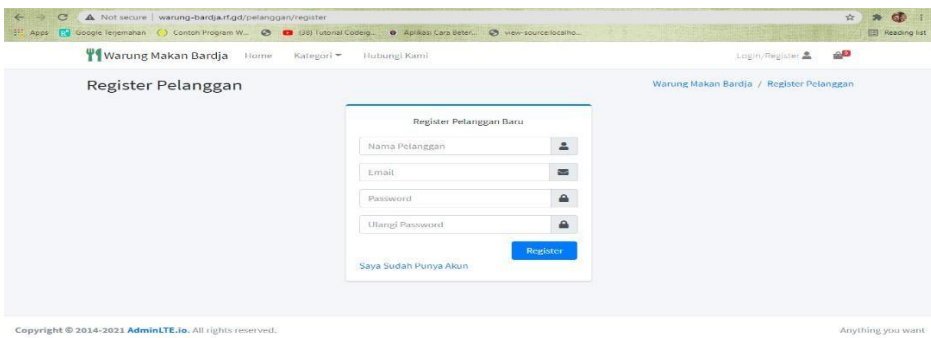 Not secure | warung-bardja.rf.gd/pelanggan/register
Apps Google Terjemahan Contoh Program W... (38) Tutorial Codeig... Aplikasi Cara Beter... view-source:localho... Reading list
Warung Makan Bardja Home Kategori Hubungi Kami Login/Register
Register Pelanggan Warung Makan Bardja / Register Pelanggan
Register Pelanggan Baru
Nama Pelanggan
Email
Password
Ulangi Password
Register
Saya Sudah Punya Akun
Copyright © 2014-2021 AdminLTE.io. All rights reserved. Anything you want